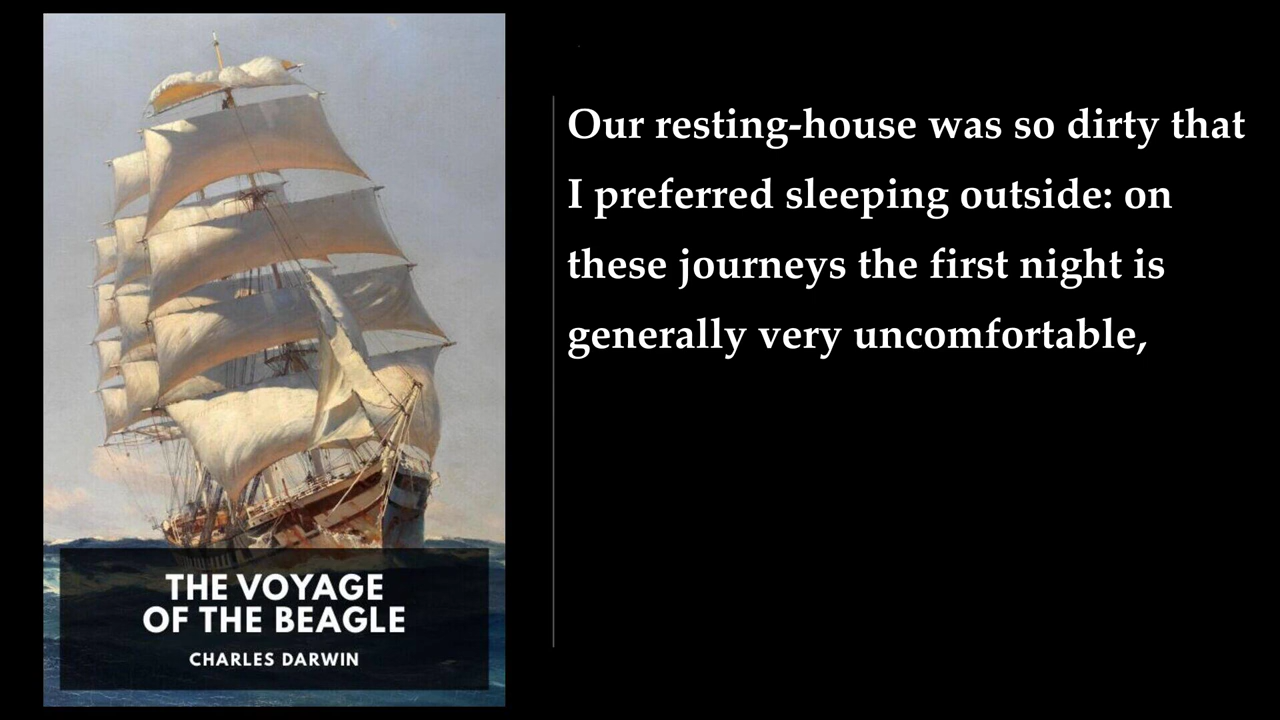 THE VOYAGE
OF THE BEAGLE
CHARLES DARWIN
Our resting-house was so dirty that
I preferred sleeping outside: on
these journeys the first night is
generally very uncomfortable,